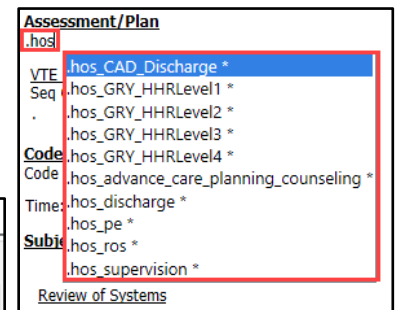 Assessment/Plan
.hos
.hos_CAD_Discharge *
VTE
.hos_GRY_HHRLevel1 *
Seq
.hos_GRY_HHRLevel2 *
.
.hos_GRY_HHRLevel3 *
Code
.hos_GRY_HHRLevel4 *
Code
.hos_advance_care_planning_counseling *
Time:
.hos_discharge *
.hos_pe *
Subje
.hos_ros *
.hos_supervision *
Review of Systems